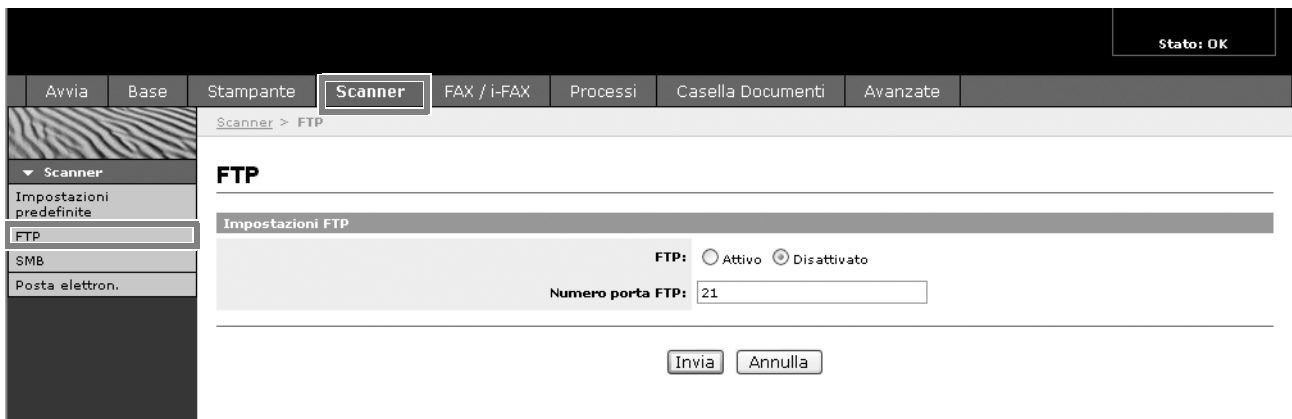 Stato: OK
Avvia Base Stampante Scanner FAX / i-FAX Processi Casella Documenti Avanzate
Scanner > FTP
Scanner
Impostazioni
predefinite
FTP
SMB
Posta elettron.
FTP
Impostazioni FTP
FTP: Attivo Disattivato
Numero porta FTP: 21
Invia Annulla